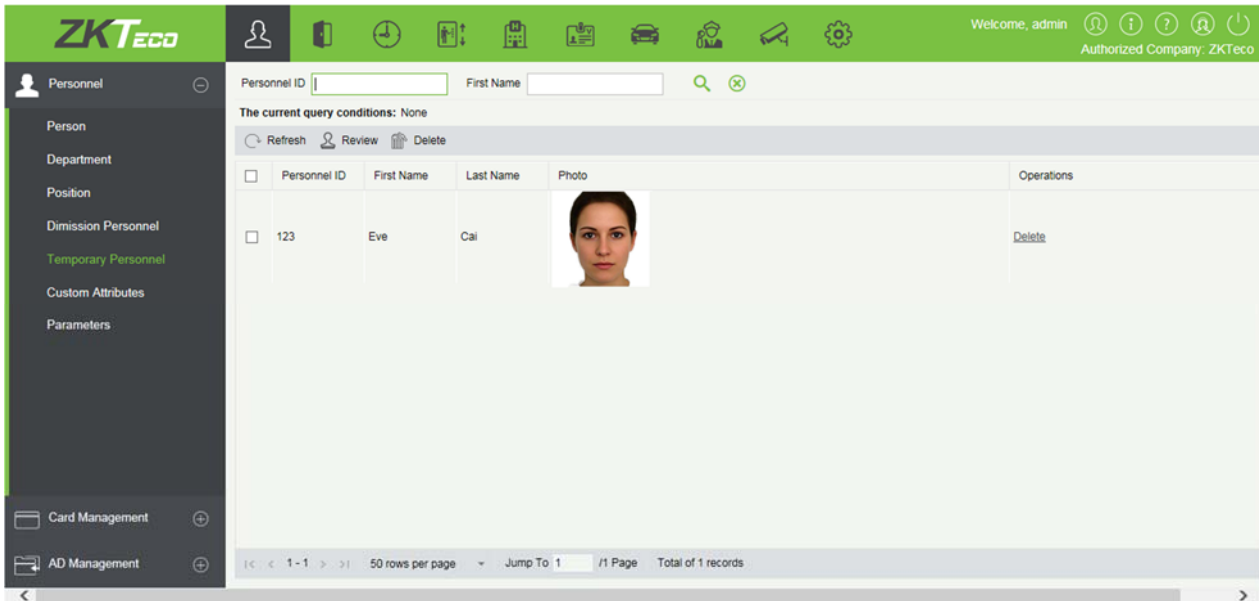 ZKTeco
Welcome, admin
Authorized Company: ZKTeco
Personnel
Person
Department
Position
Dimission Personnel
Temporary Personnel
Custom Attributes
Parameters
Card Management
AD Management
Personnel ID First Name
The current query conditions: None
Refresh Review Delete
Personnel ID First Name Last Name Photo Operations
123 Eve Cai Delete
1 - 1 50 rows per page Jump To 1 /1 Page Total of 1 records